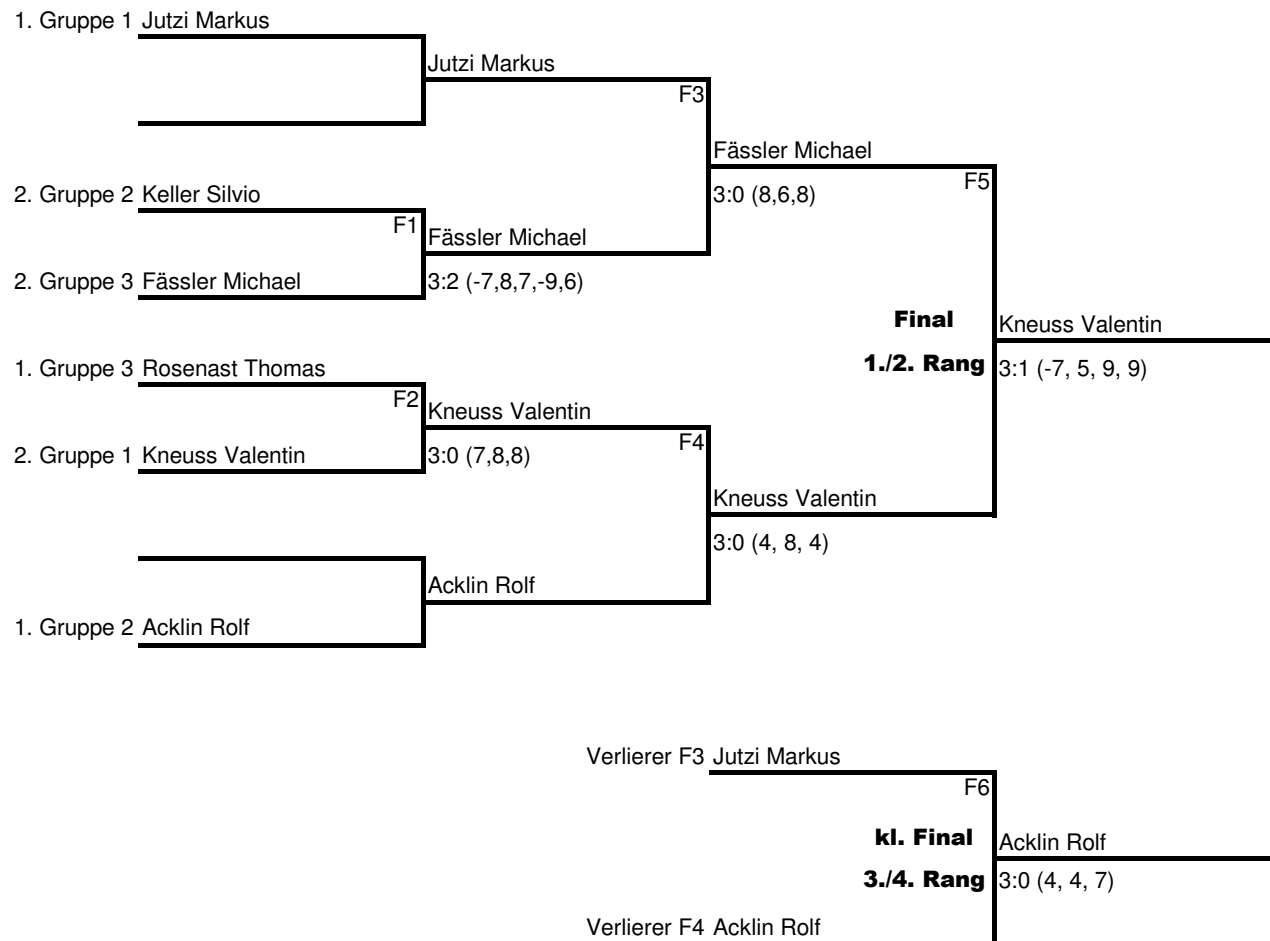 1. Gruppe 1 Jutzi Markus
Jutzi Markus
F3
Fässler Michael
2. Gruppe 2 Keller Silvio
3:0 (8,6,8)
F5
F1
Fässler Michael
2. Gruppe 3 Fässler Michael
3:2 (-7,8,7,-9,6)
Final
Kneuss Valentin
1. Gruppe 3 Rosenast Thomas
1./2. Rang
3:1 (-7, 5, 9, 9)
F2
Kneuss Valentin
2. Gruppe 1 Kneuss Valentin
3:0 (7,8,8)
F4
Kneuss Valentin
3:0 (4, 8, 4)
Acklin Rolf
1. Gruppe 2 Acklin Rolf
Verlierer F3 Jutzi Markus
F6
kl. Final
Acklin Rolf
3./4. Rang
3:0 (4, 4, 7)
Verlierer F4 Acklin Rolf